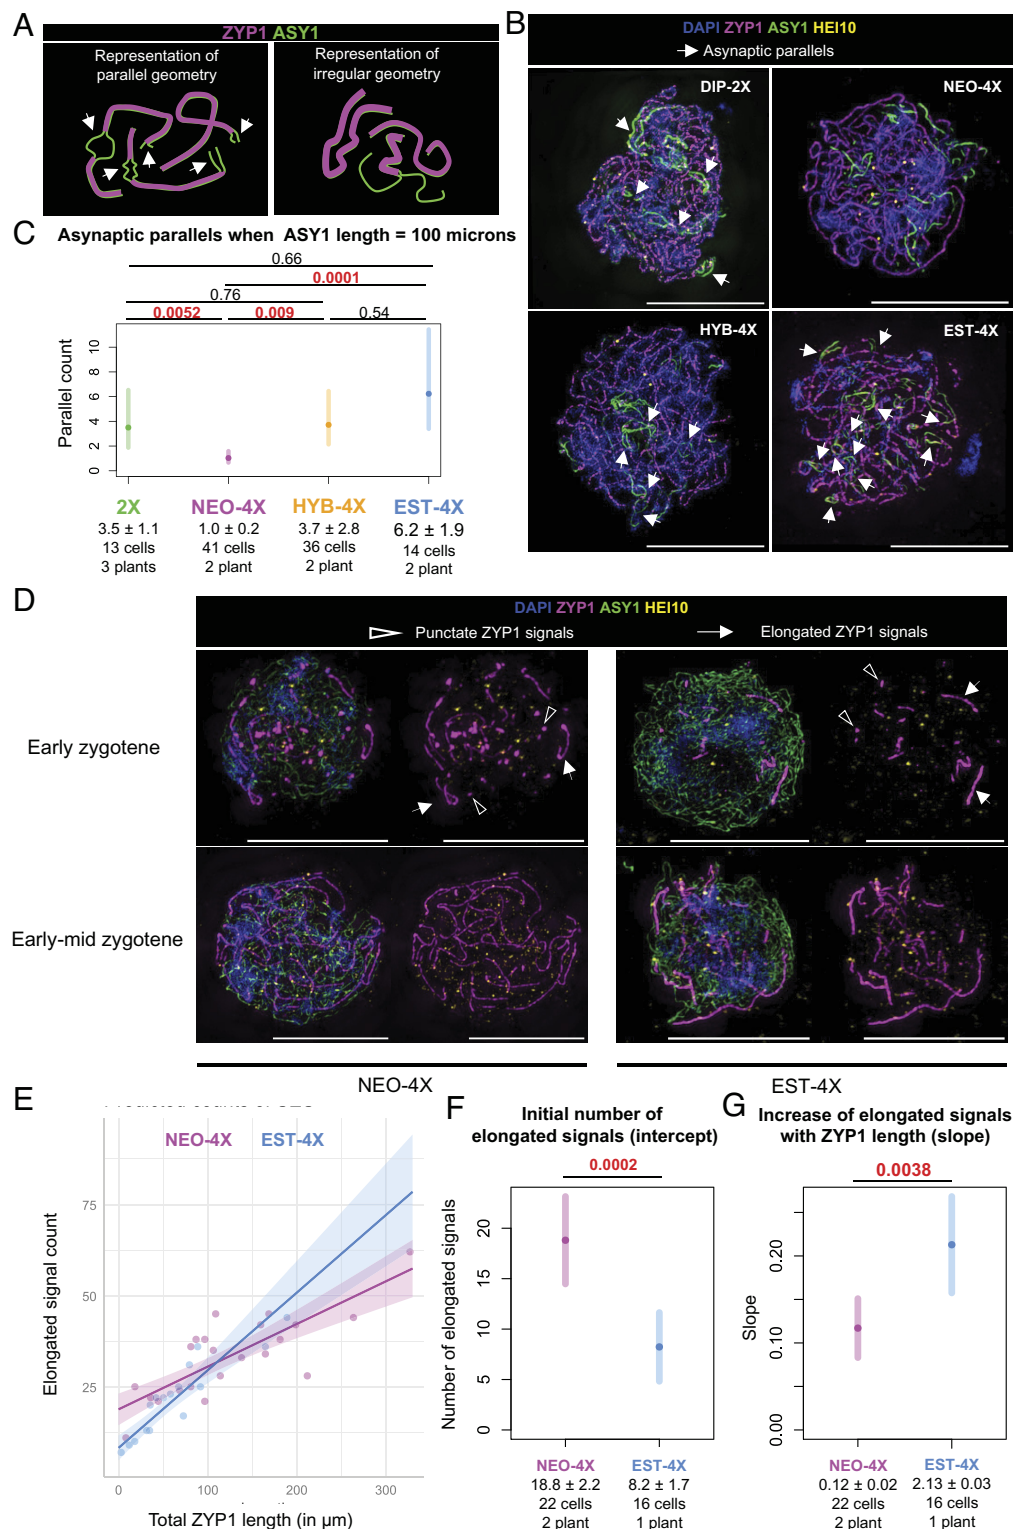 A
ZYP1 ASY1
Representation of
parallel geometry
Representation of
irregular geometry
B
DAPI ZYP1 ASY1 HEI10
Asynaptic parallels
DIP-2X
NEO-4X
HYB-4X
EST-4X
C
Asynaptic parallels when ASY1 length = 100 microns
0.66
0.0001
0.76
0.0052
0.009
0.54
Parallel count
10
8
6
4
2
0
2X
NEO-4X
HYB-4X
EST-4X
3.5 ± 1.1
1.0 ± 0.2
3.7 ± 2.8
6.2 ± 1.9
13 cells
41 cells
36 cells
14 cells
3 plants
2 plant
2 plant
2 plant
D
DAPI ZYP1 ASY1 HEI10
Punctate ZYP1 signals
Elongated ZYP1 signals
Early zygotene
Early-mid zygotene
NEO-4X
EST-4X
E
NEO-4X EST-4X
Elongated signal count
75
50
25
0
100
200
300
Total ZYP1 length (in µm)
F
Initial number of
elongated signals (intercept)
0.0002
Number of elongated signals
20
15
10
5
0
NEO-4X
EST-4X
18.8 ± 2.2
8.2 ± 1.7
22 cells
16 cells
2 plant
1 plant
G
Increase of elongated signals
with ZYP1 length (slope)
0.0038
Slope
0.20
0.10
0.00
NEO-4X
EST-4X
0.12 ± 0.02
2.13 ± 0.03
22 cells
16 cells
2 plant
1 plant